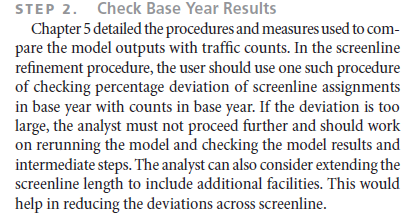 STEP 2. Check Base Year Results
Chapter 5 detailed the procedures and measures used to com-
pare the model outputs with traffic counts. In the screenline
refinement procedure, the user should use one such procedure
of checking percentage deviation of screenline assignments
in base year with counts in base year. If the deviation is too
large, the analyst must not proceed further and should work
on rerunning the model and checking the model results and
intermediate steps. The analyst can also consider extending the
screenline length to include additional facilities. This would
help in reducing the deviations across screenline.